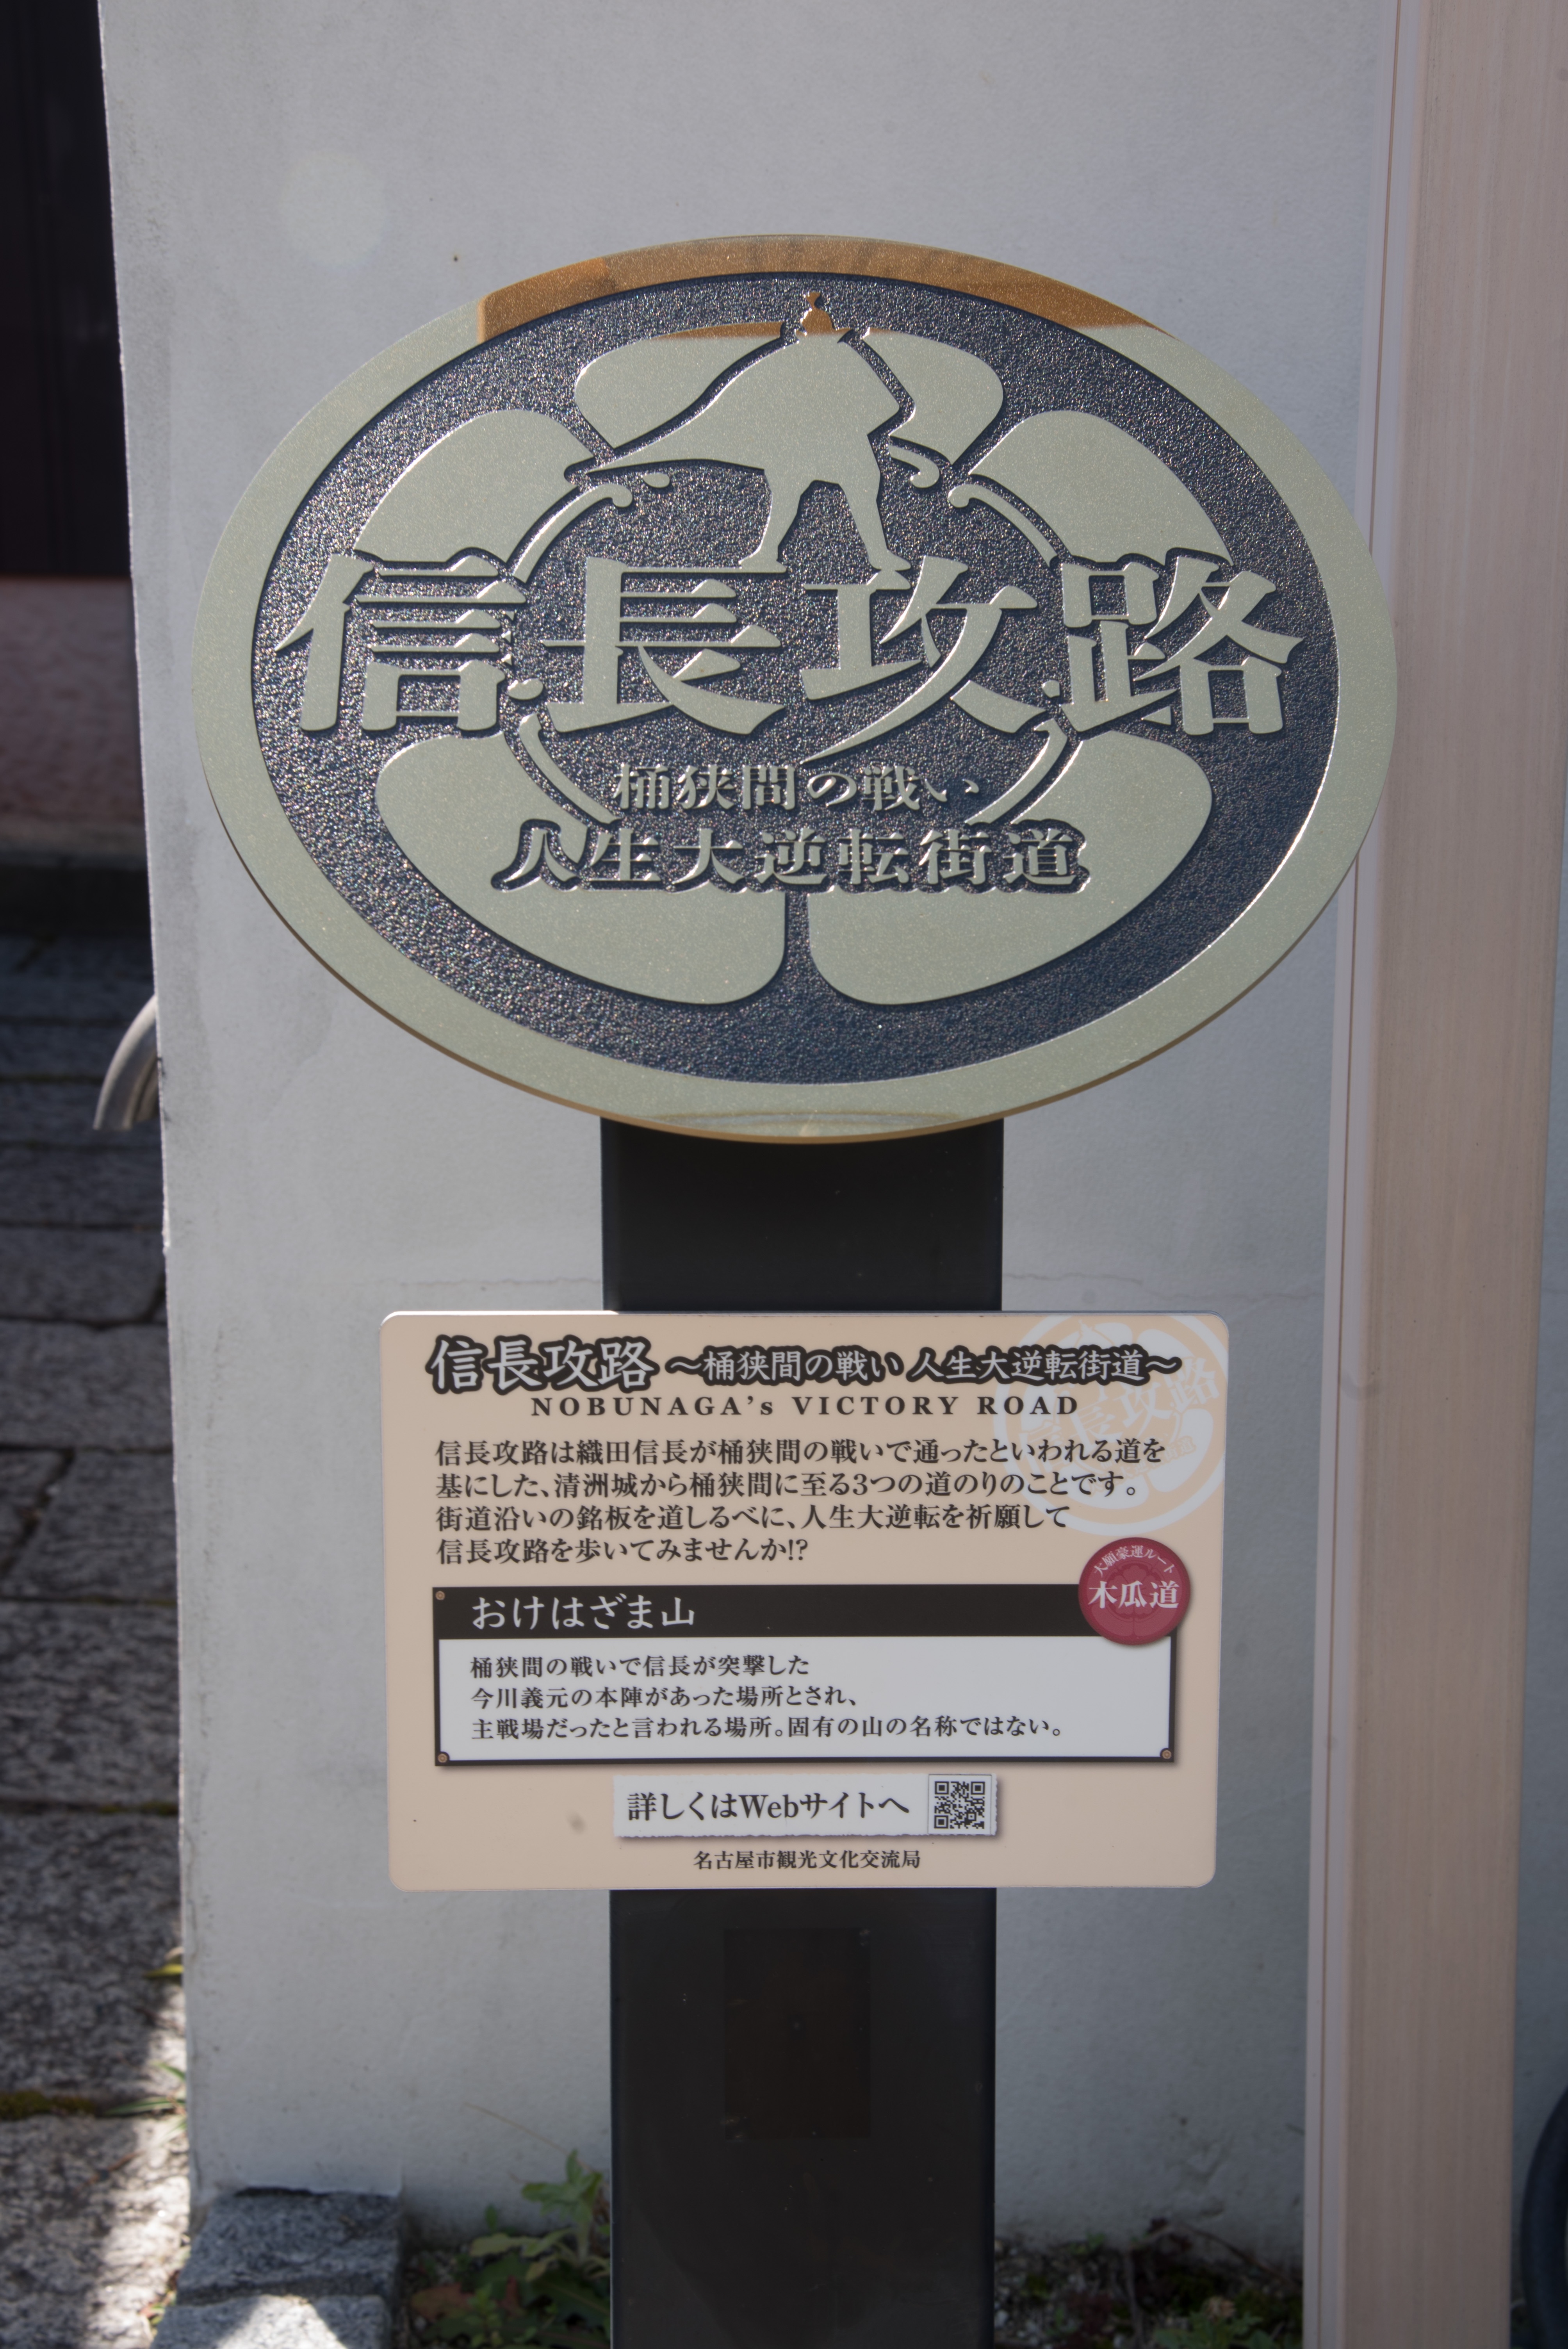 信長攻路
桶狭間の戦い
人生大逆転街道
信長攻路 ～桶狭間の戦い 人生大逆転街道～
NOBUNAGA's VICTORY ROAD
信長攻路は織田信長が桶狭間の戦いで通ったといわれる道を
基にした、清洲城から桶狭間に至る3つの道のりのことです。
街道沿いの銘板を道しるべに、人生大逆転を祈願して
信長攻路を歩いてみませんか!?
大願豪運ルート
木瓜道
おけはざま山
桶狭間の戦いで信長が突撃した
今川義元の本陣があった場所とされ、
主戦場だったと言われる場所。固有の山の名称ではない。
詳しくはWebサイトへ
名古屋市観光文化交流局